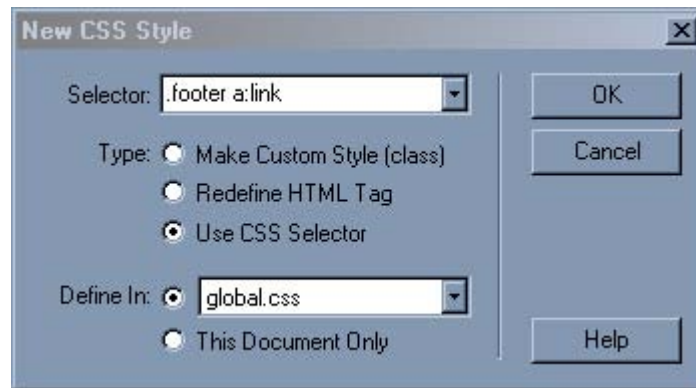 New CSS Style
Selector: .footer a:link
OK
Type: Make Custom Style (class)
Cancel
Redefine HTML Tag
Use CSS Selector
Define In: global.css
This Document Only
Help